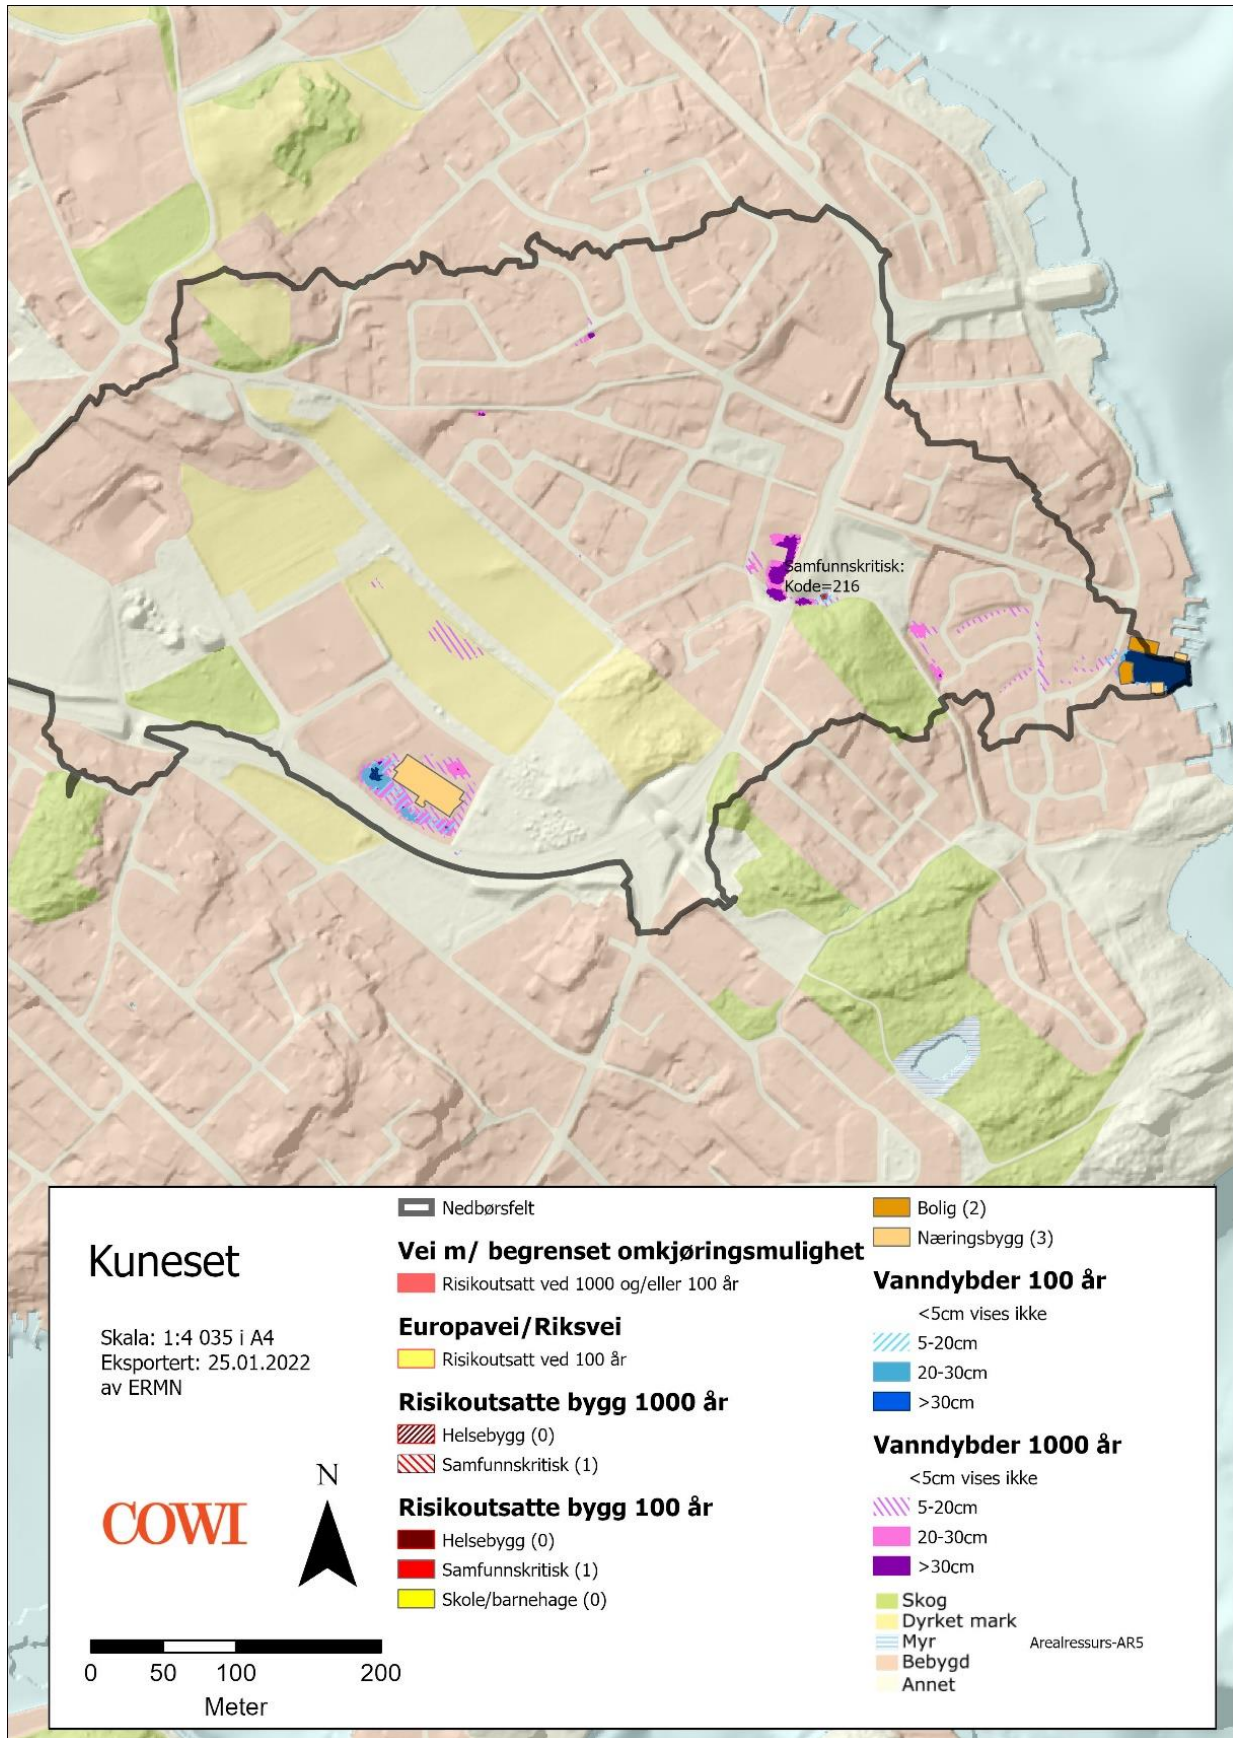 Samfunnskritisk:
Kode=216
Kuneset
Skala: 1:4 035 i A4
Eksportert: 25.01.2022
av ERMN
COWI
N
0 50 100 200
Meter
Nedbørsfelt
Vei m/ begrenset omkjøringsmulighet
Risikoutsatt ved 1000 og/eller 100 år
Europavei/Riksvei
Risikoutsatt ved 100 år
Risikoutsatte bygg 1000 år
Helsebygg (0)
Samfunnskritisk (1)
Risikoutsatte bygg 100 år
Helsebygg (0)
Samfunnskritisk (1)
Skole/barnehage (0)
Bolig (2)
Næringsbygg (3)
Vanndybder 100 år
<5cm vises ikke
5-20cm
20-30cm
>30cm
Vanndybder 1000 år
<5cm vises ikke
5-20cm
20-30cm
>30cm
Skog
Dyrket mark
Myr
Bebygd
Annet
Arealressurs-AR5